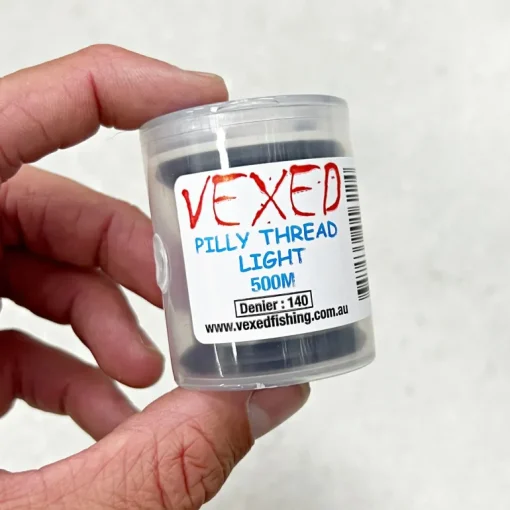 VEXED
PILLY THREAD
LIGHT
500M
Denier : 140
www.vexedfishing.com.au